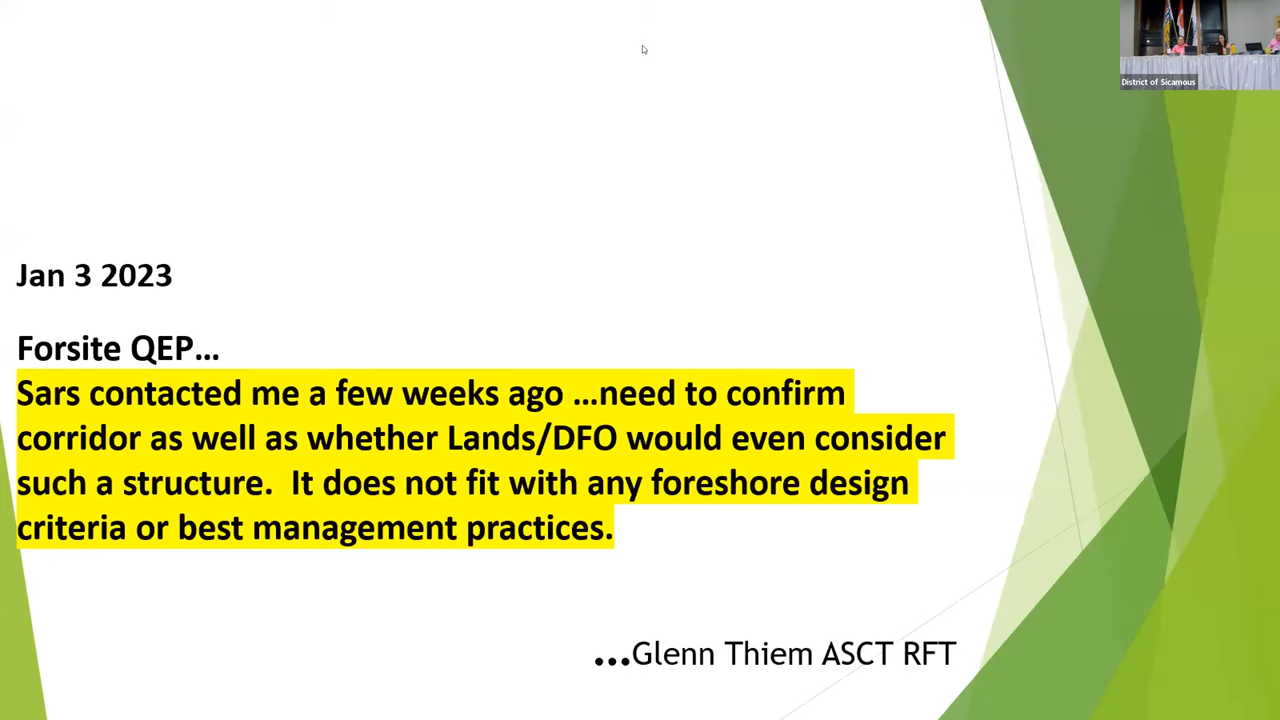 District of Sicamous
Jan 3 2023
Forsite QEP...
Sars contacted me a few weeks ago ...need to confirm
corridor as well as whether Lands/DFO would even consider
such a structure.  It does not fit with any foreshore design
criteria or best management practices.
...Glenn Thiem ASCT RFT